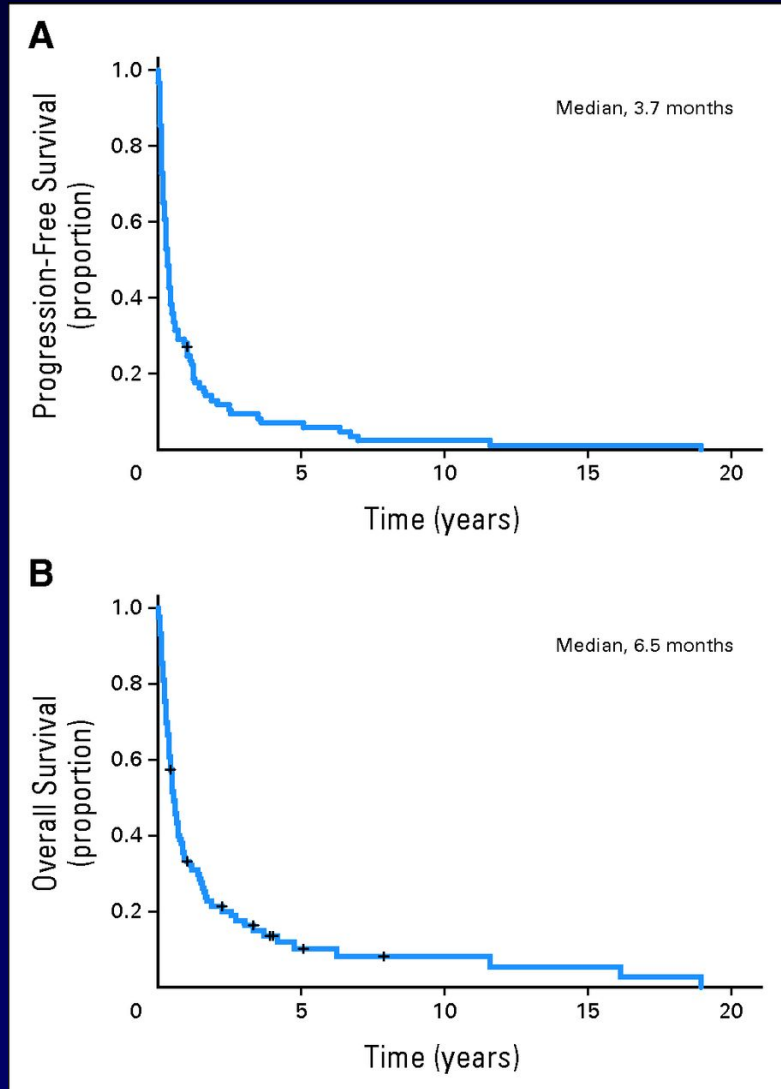 A
Progression-Free Survival
(proportion)
1.0
0.8
0.6
0.4
0.2
0
5
10
15
20
Time (years)
Median, 3.7 months
B
Overall Survival
(proportion)
1.0
0.8
0.6
0.4
0.2
0
5
10
15
20
Time (years)
Median, 6.5 months